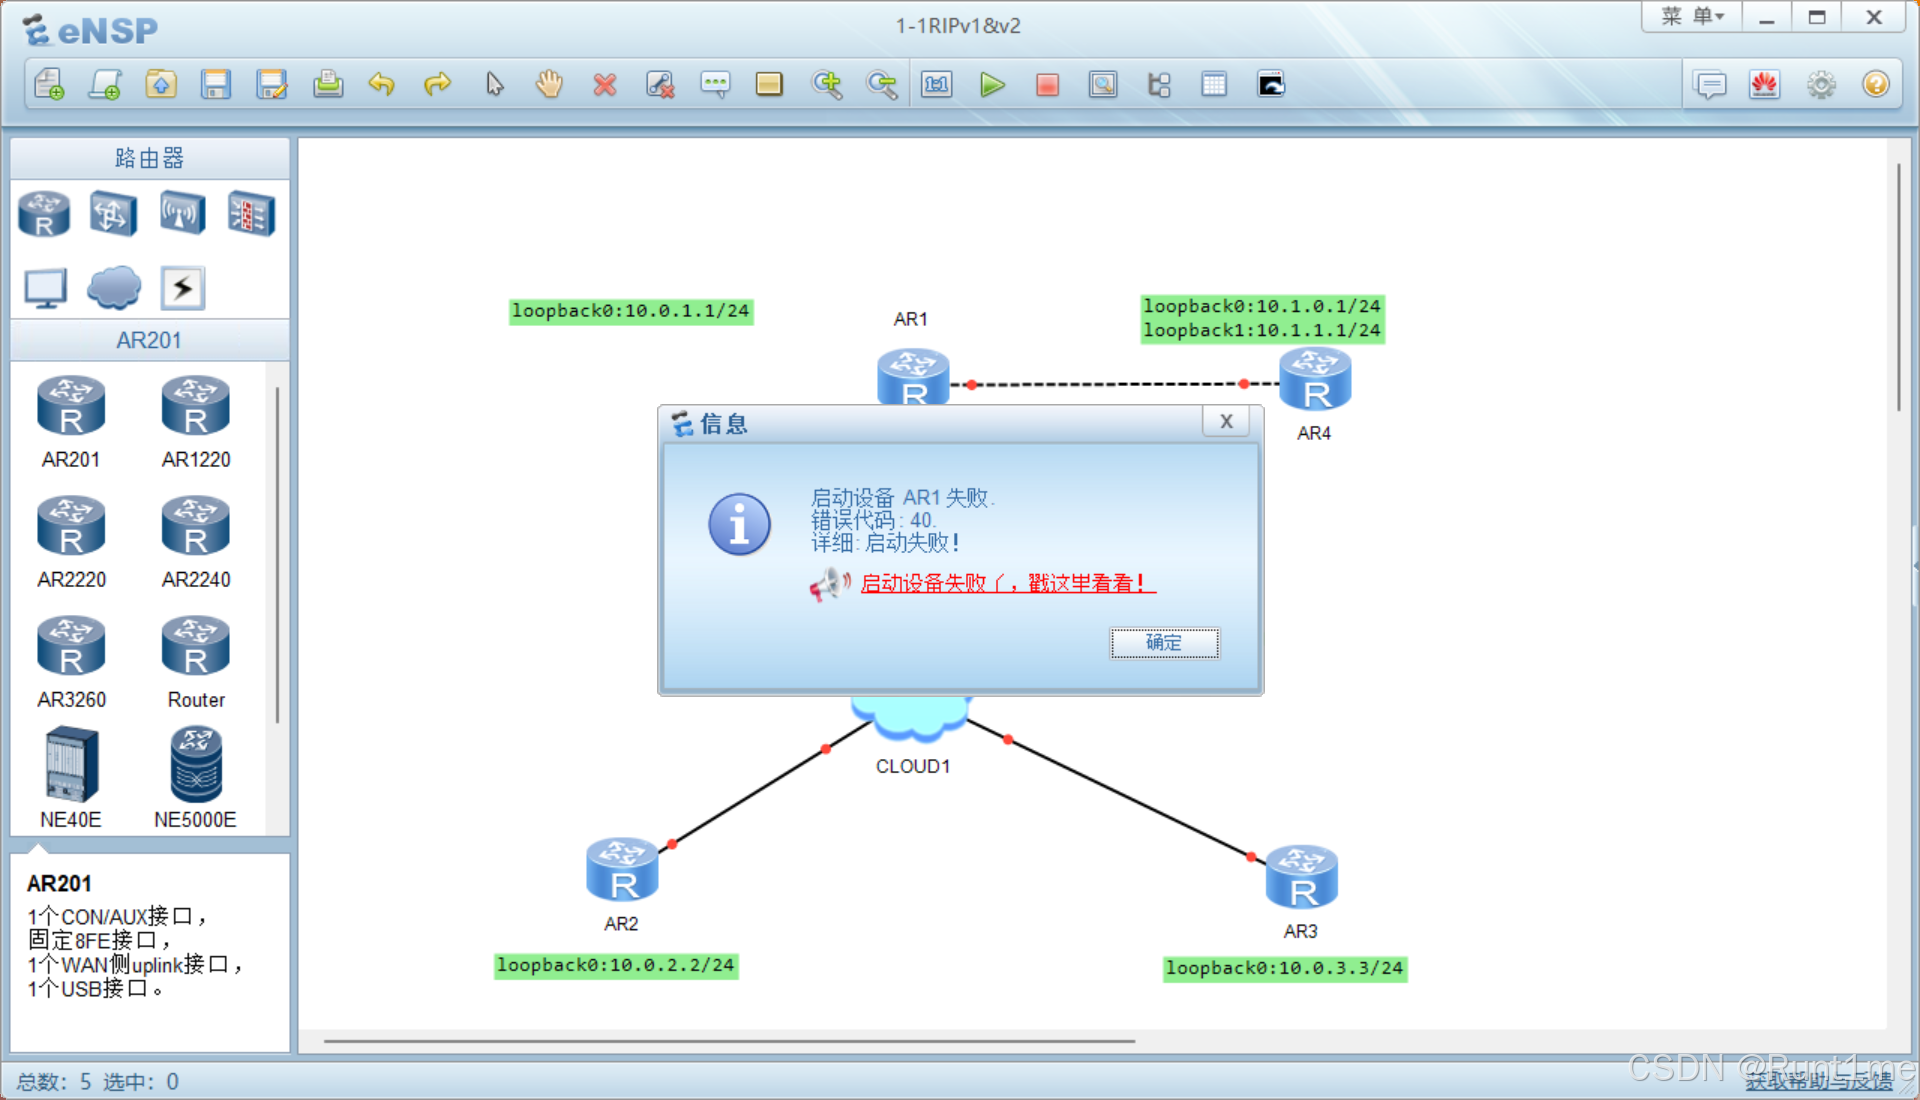 eNSP
1-1RIPv1&v2
菜 单
路由器
AR201
AR201
AR1220
AR2220
AR2240
AR3260
Router
NE40E
NE5000E
AR201
1个CON/AUX接口，
固定8FE接口，
1个WAN侧uplink接口，
1个USB接口。
loopback0:10.0.1.1/24
AR1
loopback0:10.1.0.1/24
loopback1:10.1.1.1/24
AR4
信息
X
启动设备 AR1 失败.
错误代码: 40.
详细: 启动失败!
启动设备失败了，戳这里看看!
确定
CLOUD1
AR2
loopback0:10.0.2.2/24
AR3
loopback0:10.0.3.3/24
总数: 5 选中: 0
获取帮助与反馈
CSDN @Runt1me